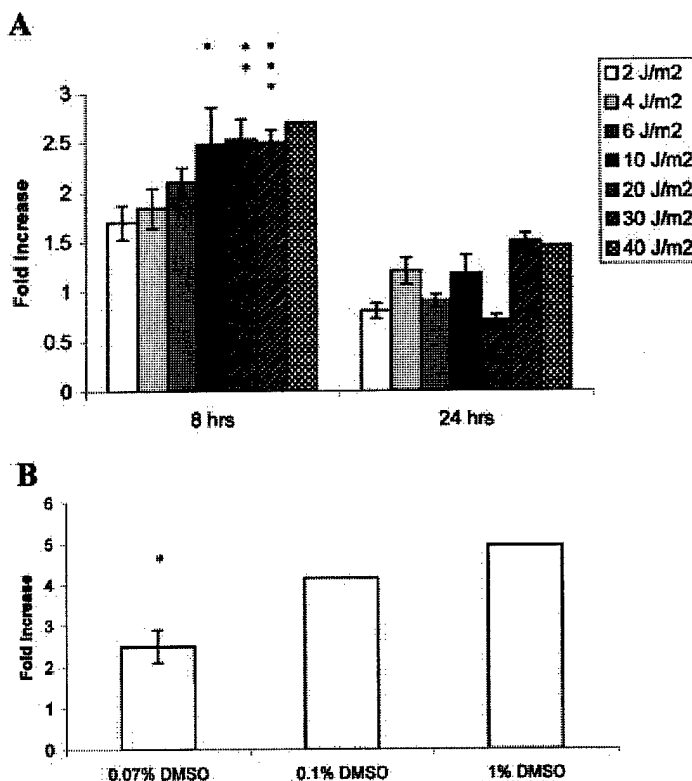 A
* * *
* *
*
3
2.5
2
1.5
1
0.5
0
Fold Increase
8 hrs
24 hrs
2 J/m2
4 J/m2
6 J/m2
10 J/m2
20 J/m2
30 J/m2
40 J/m2
B
*
6
5
4
3
2
1
0
Fold Increase
0.07% DMSO
0.1% DMSO
1% DMSO